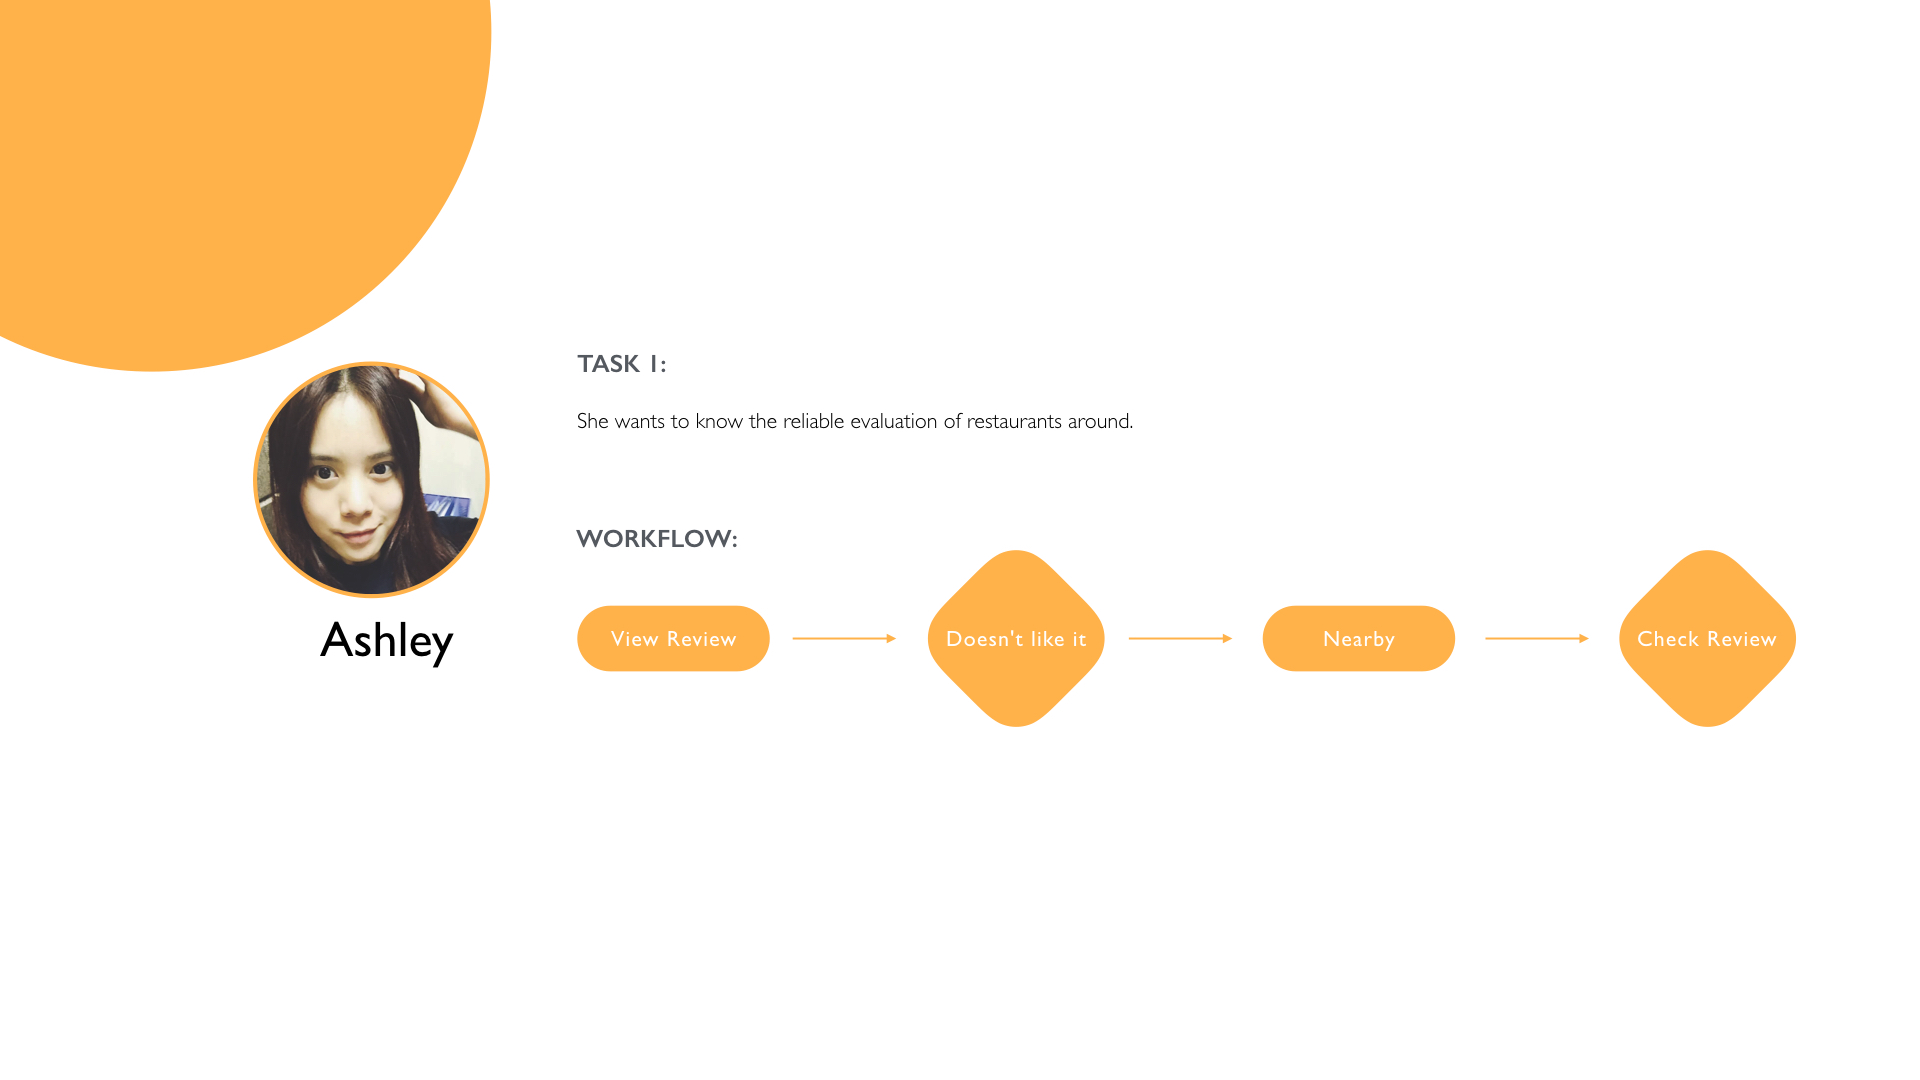 TASK 1:
She wants to know the reliable evaluation of restaurants around.
WORKFLOW:
Ashley
View Review
Doesn't like it
Nearby
Check Review